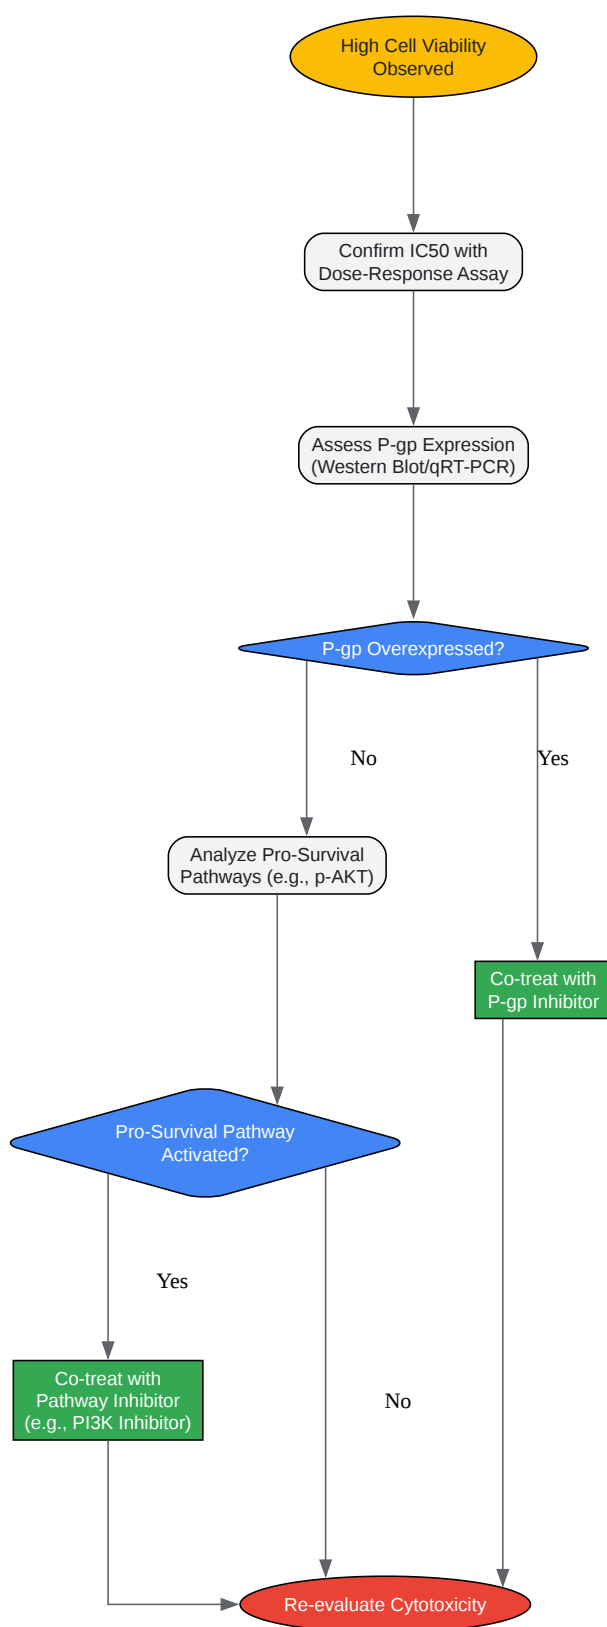 High Cell Viability
Observed
Confirm IC50 with
Dose-Response Assay
Assess P-gp Expression
(Western Blot/qRT-PCR)
P-gp Overexpressed?
No
Yes
Analyze Pro-Survival
Pathways (e.g., p-AKT)
Co-treat with
P-gp Inhibitor
Pro-Survival Pathway
Activated?
Yes
Co-treat with
Pathway Inhibitor
(e.g., PI3K Inhibitor)
No
Re-evaluate Cytotoxicity